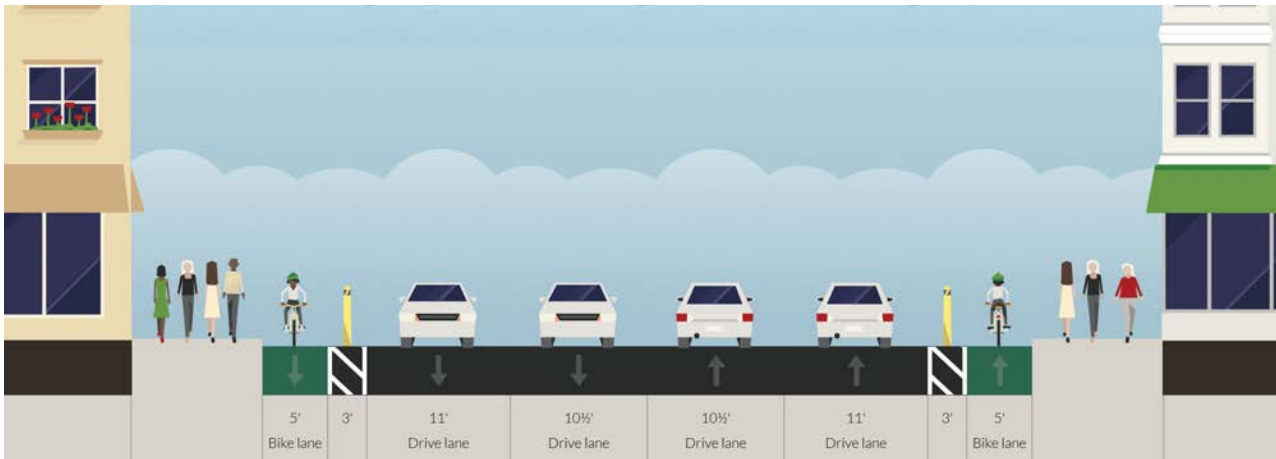 5' 3' 11' 10½' 10½' 11' 3' 5'
Bike lane Drive lane Drive lane Drive lane Drive lane Bike lane